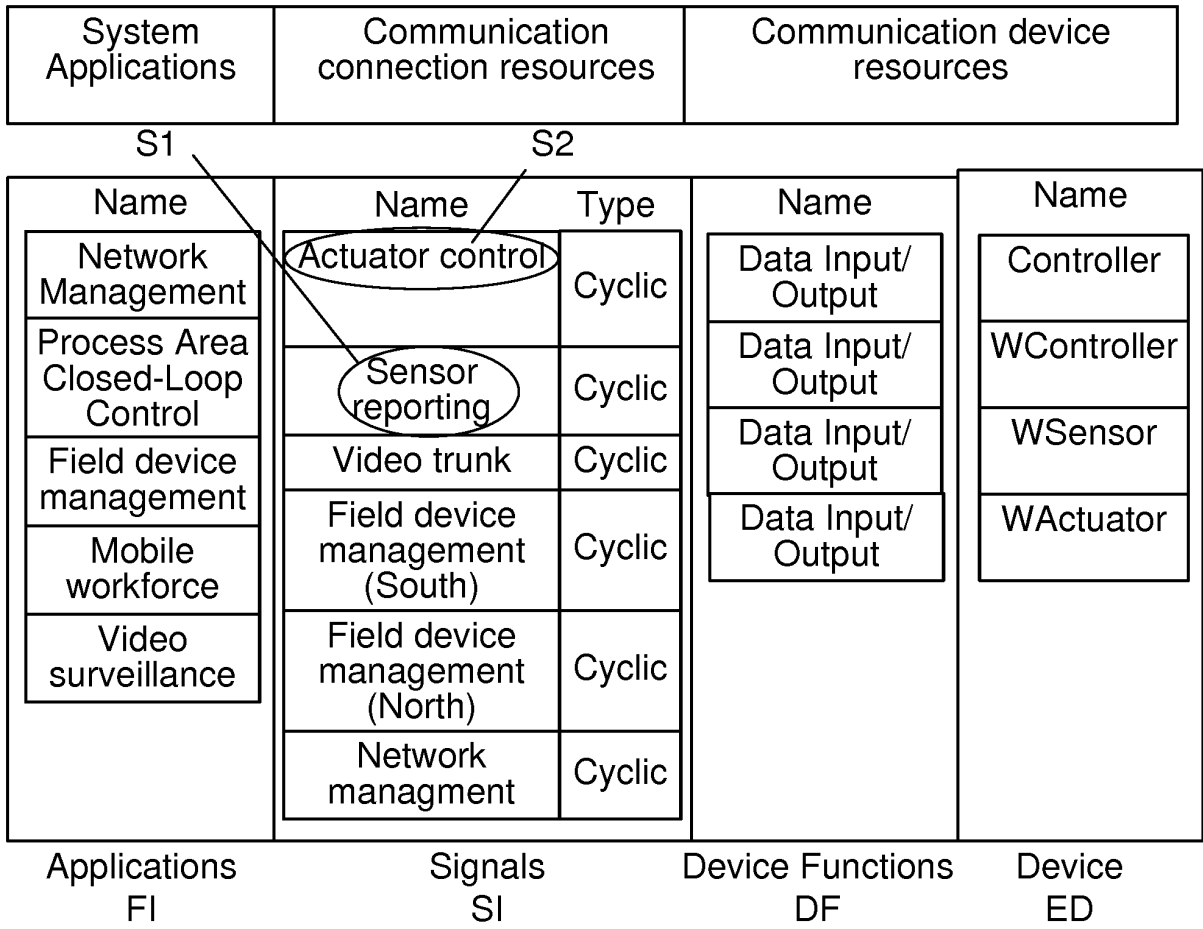 System
Applications
Communication
connection resources
Communication device
resources
S1
S2
Name
Network
Management
Process Area
Closed-Loop
Control
Field device
management
Mobile
workforce
Video
surveillance
Name
Type
Actuator control
Cyclic
Sensor
reporting
Cyclic
Video trunk
Cyclic
Field device
management
(South)
Cyclic
Field device
management
(North)
Cyclic
Network
managment
Cyclic
Name
Data Input/
Output
Data Input/
Output
Data Input/
Output
Data Input/
Output
Name
Controller
WController
WSensor
WActuator
Applications
FI
Signals
SI
Device Functions
DF
Device
ED